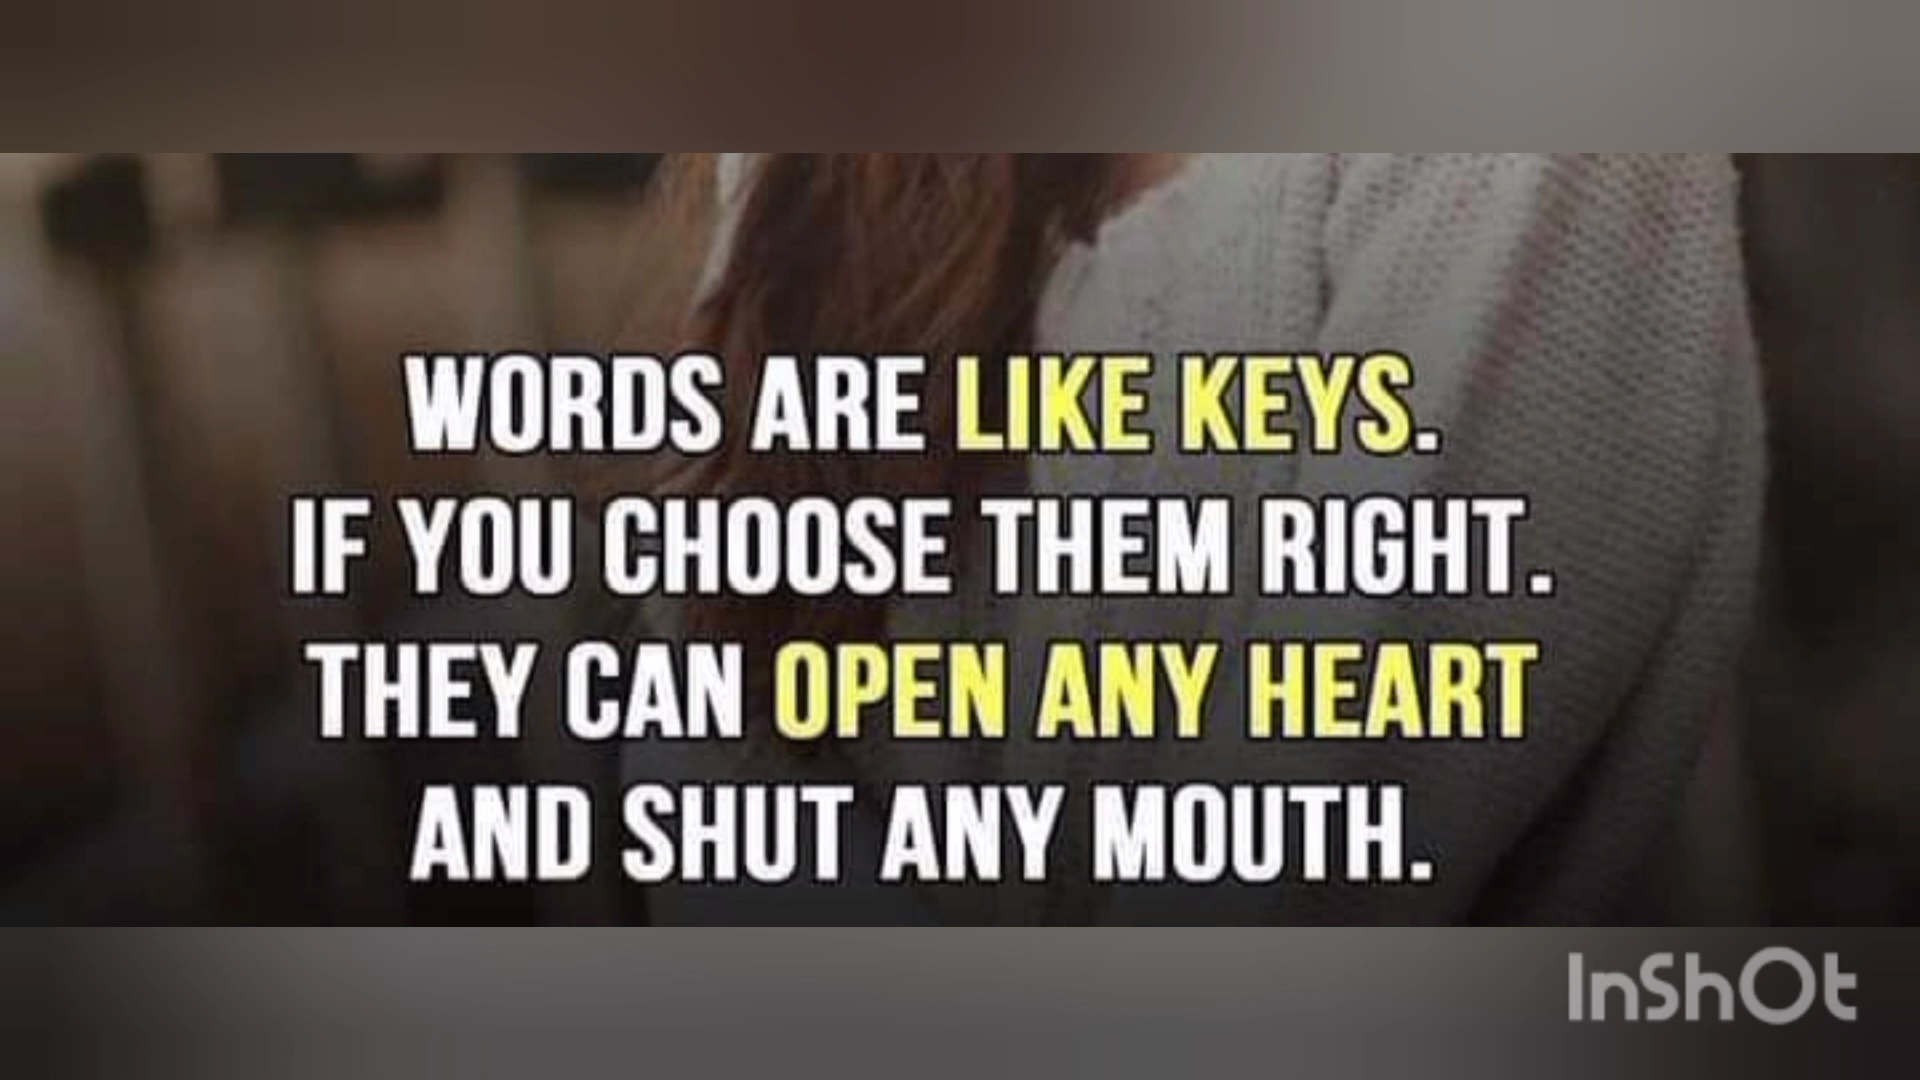 WORDS ARE LIKE KEYS.
IF YOU CHOOSE THEM RIGHT.
THEY CAN OPEN ANY HEART
AND SHUT ANY MOUTH.
InShOt